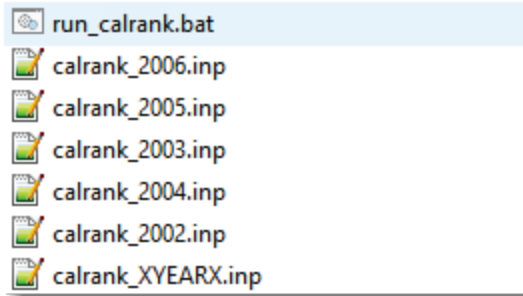 run_calrank.bat
calrank_2006.inp
calrank_2005.inp
calrank_2003.inp
calrank_2004.inp
calrank_2002.inp
calrank_XYEARX.inp